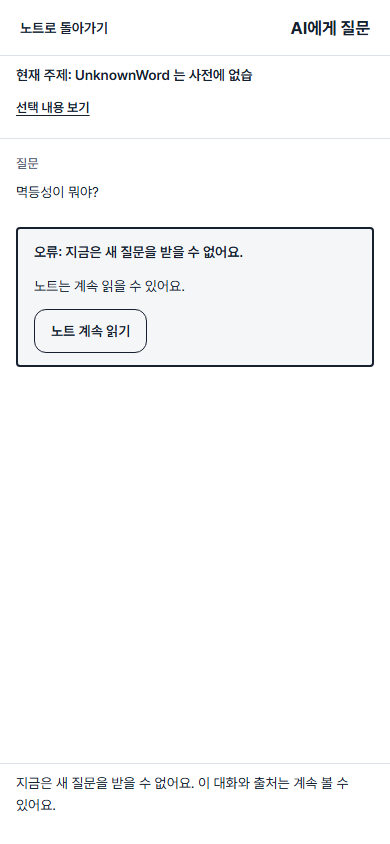 노트로 돌아가기
AI에게 질문
현재 주제: UnknownWord 는 사전에 없습
선택 내용 보기
질문
멱등성이 뭐야?
오류: 지금은 새 질문을 받을 수 없어요.
노트는 계속 읽을 수 있어요.
노트 계속 읽기
지금은 새 질문을 받을 수 없어요. 이 대화와 출처는 계속 볼 수
있어요.